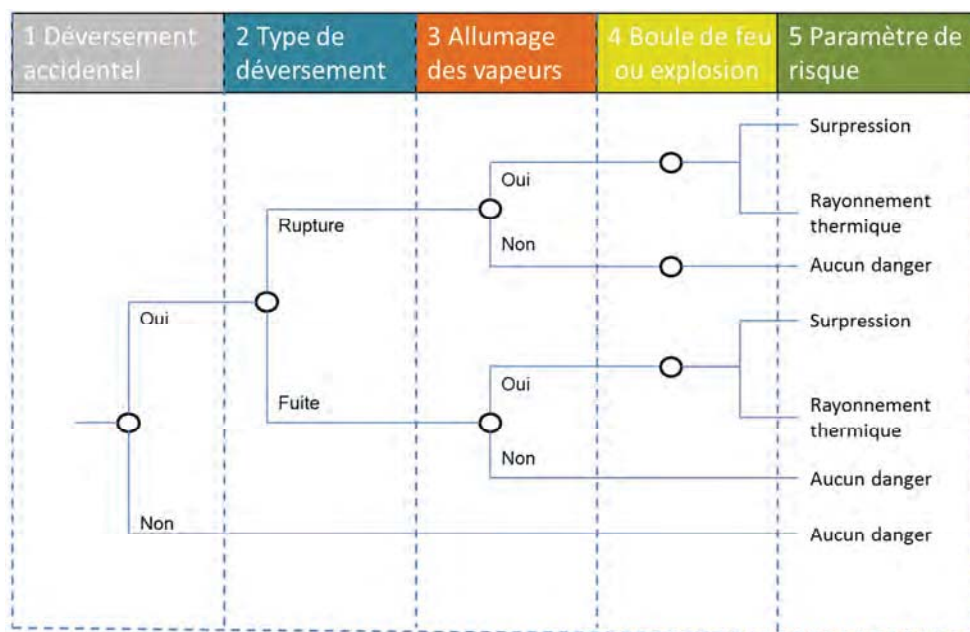 1 Déversement
accidentel
2 Type de
déversement
3 Allumage
des vapeurs
4 Boule de feu
ou explosion
5 Paramètre de
risque
Surpression
Oui
Rayonnement
thermique
Rupture
Non
Aucun danger
Oui
Surpression
Oui
Fuite
Rayonnement
thermique
Non
Aucun danger
Non
Aucun danger